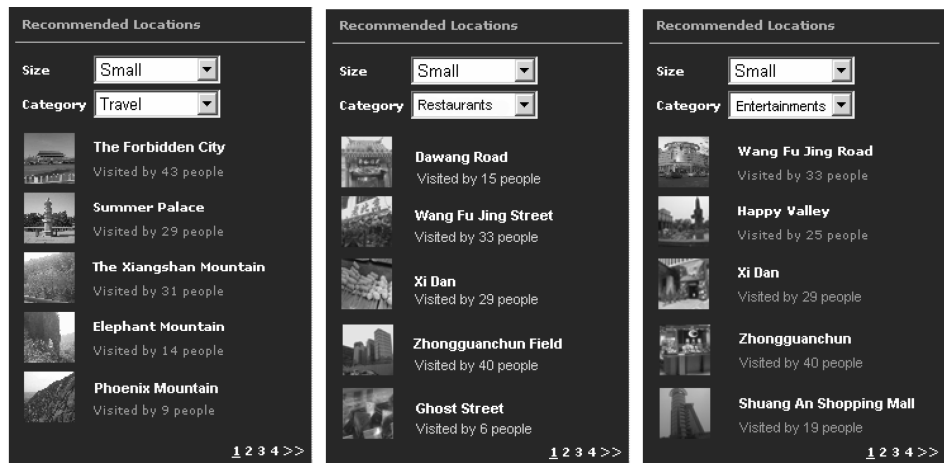 Recommended Locations
Size Small
Category Travel
The Forbidden City
Visited by 43 people
Summer Palace
Visited by 29 people
The Xiangshan Mountain
Visited by 31 people
Elephant Mountain
Visited by 14 people
Phoenix Mountain
Visited by 9 people
1 2 3 4 >>
Recommended Locations
Size Small
Category Restaurants
Dawang Road
Visited by 15 people
Wang Fu Jing Street
Visited by 33 people
Xi Dan
Visited by 29 people
Zhongguanchun Field
Visited by 40 people
Ghost Street
Visited by 6 people
1 2 3 4 >>
Recommended Locations
Size Small
Category Entertainments
Wang Fu Jing Road
Visited by 33 people
Happy Valley
Visited by 25 people
Xi Dan
Visited by 29 people
Zhongguanchun
Visited by 40 people
Shuang An Shopping Mall
Visited by 19 people
1 2 3 4 >>